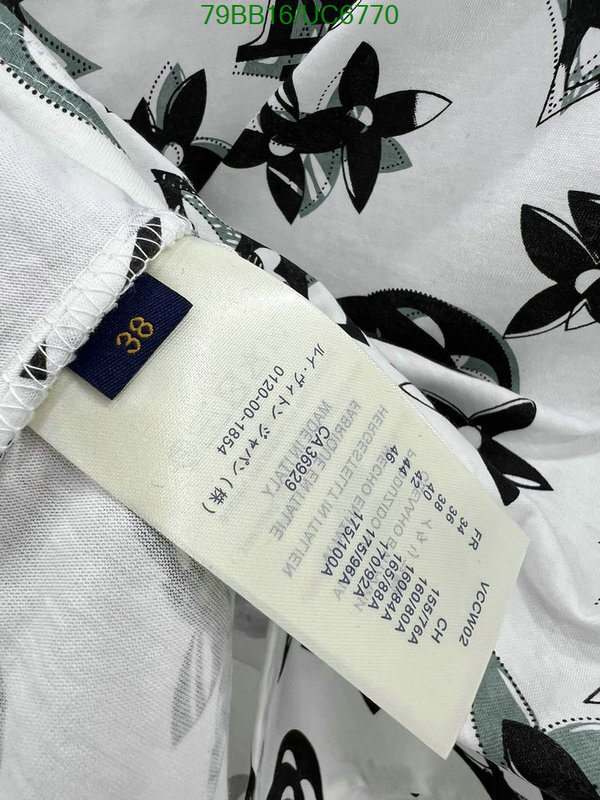 79BB16/UC6770
38
VCCW02
FR CH
34 155/76A
36 160/80A
38 160/84A
40 165/88A
42 170/92A
44 175/96A
46 175/100A
CA 36929
0120-00-1854
ルイ・ヴィトン ジャパン(株)
MADE IN ITALY
FABRIQUE EN ITALIE
HERGESTELLT IN ITALIEN